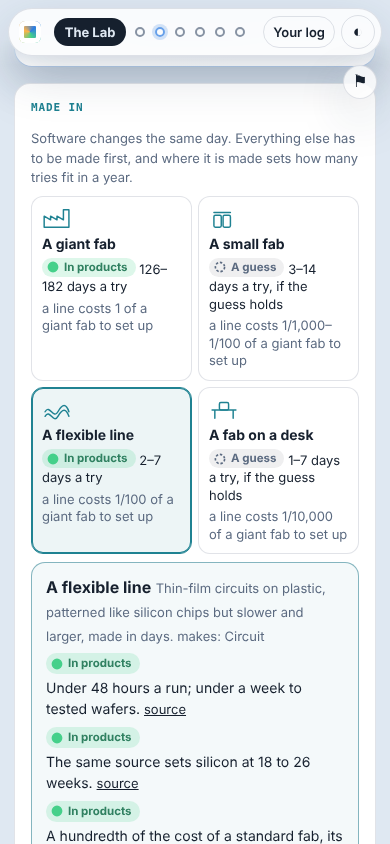 The Lab
Your log
MADE IN
Software changes the same day. Everything else has
to be made first, and where it is made sets how many
tries fit in a year.
A giant fab
In products 126–
182 days a try
a line costs 1 of a
giant fab to set up
A small fab
A guess 3–14
days a try, if the
guess holds
a line costs 1/1,000–
1/100 of a giant fab to
set up
A flexible line
In products 2–7
days a try
a line costs 1/100 of a
giant fab to set up
A fab on a desk
A guess 1–7 days
a try, if the guess
holds
a line costs 1/10,000
of a giant fab to set up
A flexible line Thin-film circuits on plastic,
patterned like silicon chips but slower and
larger, made in days. makes: Circuit
In products
Under 48 hours a run; under a week to
tested wafers. source
In products
The same source sets silicon at 18 to 26
weeks. source
In products
A hundredth of the cost of a standard fab, its